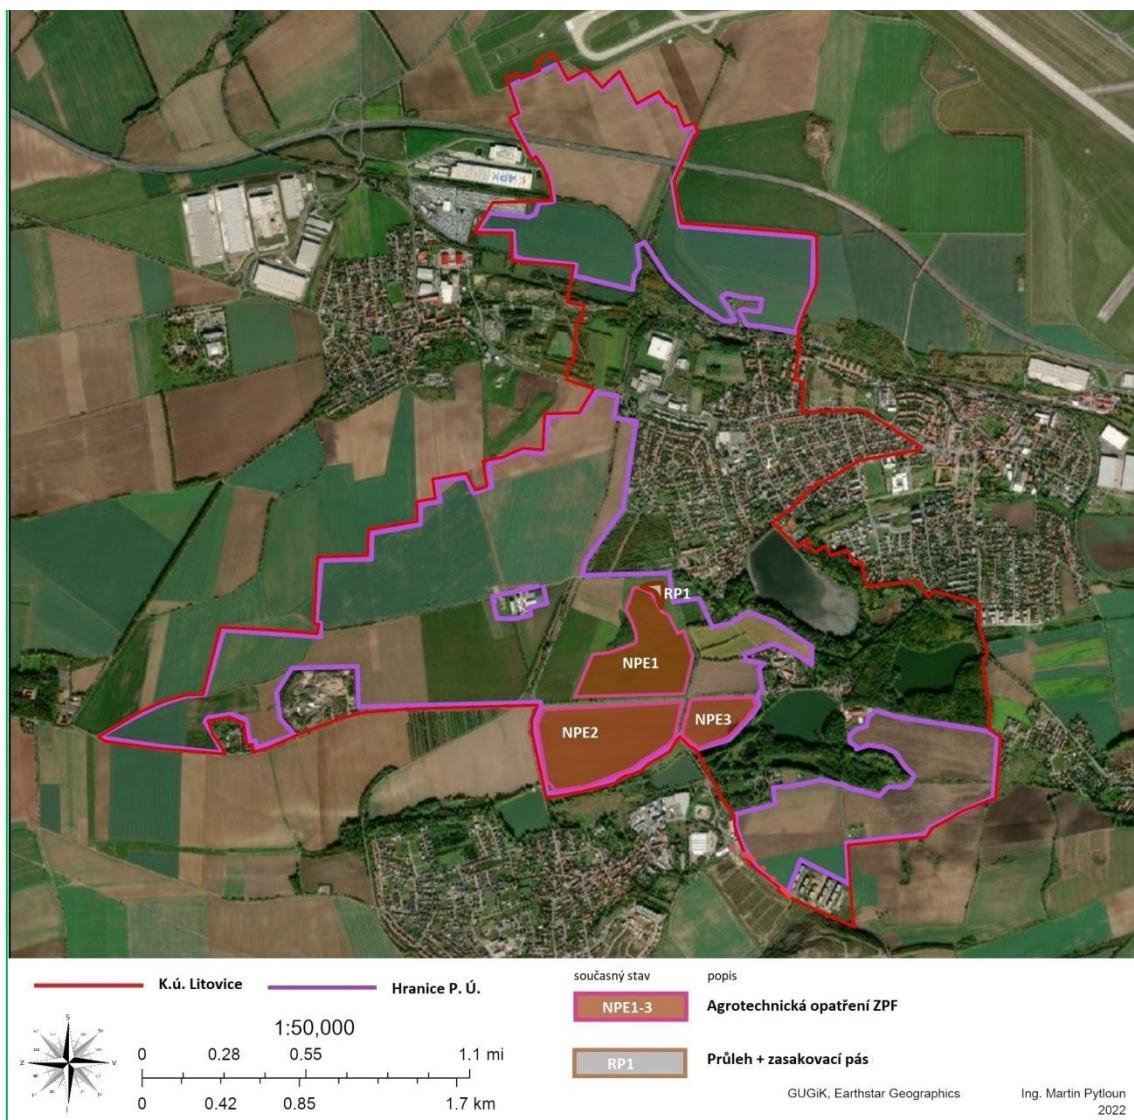 RP1
NPE1
NPE2
NPE3
K.ú. Litovice
Hranice P. Ú.
1:50,000
0 0.28 0.55 1.1 mi
0 0.42 0.85 1.7 km
S
Z
V
J
současný stav popis
NPE1-3 Agrotechnická opatření ZPF
RP1 Průleh + zasakovací pás
GUGiK, Earthstar Geographics
Ing. Martin Pytloun
2022